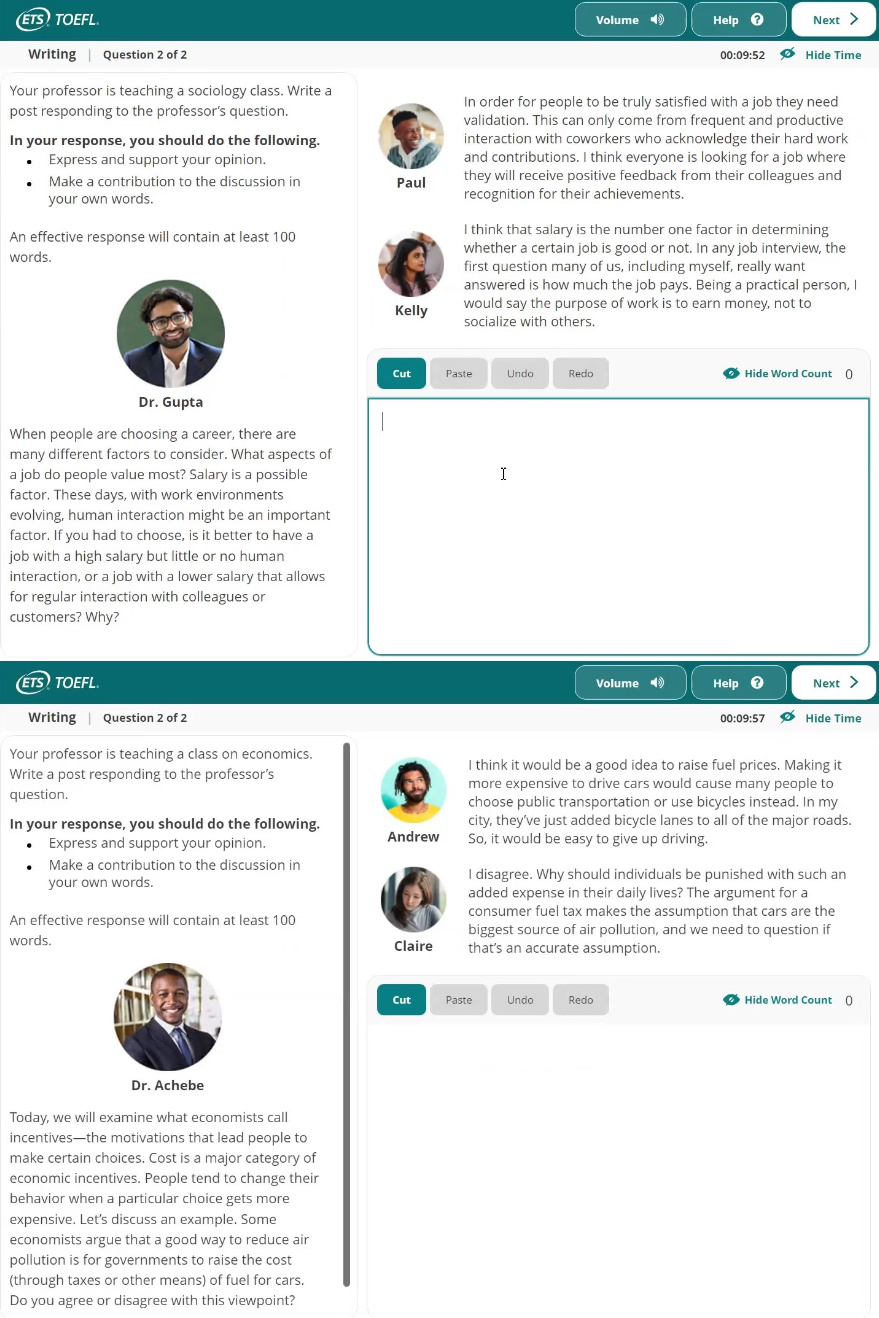 ETS TOEFL.
Volume
Help ?
Next
Writing | Question 2 of 2
00:09:52 Hide Time
Your professor is teaching a sociology class. Write a
post responding to the professor's question.
In your response, you should do the following.
• Express and support your opinion.
• Make a contribution to the discussion in
your own words.
An effective response will contain at least 100
words.
Dr. Gupta
When people are choosing a career, there are
many different factors to consider. What aspects of
a job do people value most? Salary is a possible
factor. These days, with work environments
evolving, human interaction might be an important
factor. If you had to choose, is it better to have a
job with a high salary but little or no human
interaction, or a job with a lower salary that allows
for regular interaction with colleagues or
customers? Why?
Paul
In order for people to be truly satisfied with a job they need
validation. This can only come from frequent and productive
interaction with coworkers who acknowledge their hard work
and contributions. I think everyone is looking for a job where
they will receive positive feedback from their colleagues and
recognition for their achievements.
Kelly
I think that salary is the number one factor in determining
whether a certain job is good or not. In any job interview, the
first question many of us, including myself, really want
answered is how much the job pays. Being a practical person, I
would say the purpose of work is to earn money, not to
socialize with others.
Cut
Paste
Undo
Redo
Hide Word Count 0
ETS TOEFL.
Volume
Help ?
Next
Writing | Question 2 of 2
00:09:57 Hide Time
Your professor is teaching a class on economics.
Write a post responding to the professor's
question.
In your response, you should do the following.
• Express and support your opinion.
• Make a contribution to the discussion in
your own words.
An effective response will contain at least 100
words.
Dr. Achebe
Today, we will examine what economists call
incentives—the motivations that lead people to
make certain choices. Cost is a major category of
economic incentives. People tend to change their
behavior when a particular choice gets more
expensive. Let's discuss an example. Some
economists argue that a good way to reduce air
pollution is for governments to raise the cost
(through taxes or other means) of fuel for cars.
Do you agree or disagree with this viewpoint?
Andrew
I think it would be a good idea to raise fuel prices. Making it
more expensive to drive cars would cause many people to
choose public transportation or use bicycles instead. In my
city, they've just added bicycle lanes to all of the major roads.
So, it would be easy to give up driving.
Claire
I disagree. Why should individuals be punished with such an
added expense in their daily lives? The argument for a
consumer fuel tax makes the assumption that cars are the
biggest source of air pollution, and we need to question if
that's an accurate assumption.
Cut
Paste
Undo
Redo
Hide Word Count 0